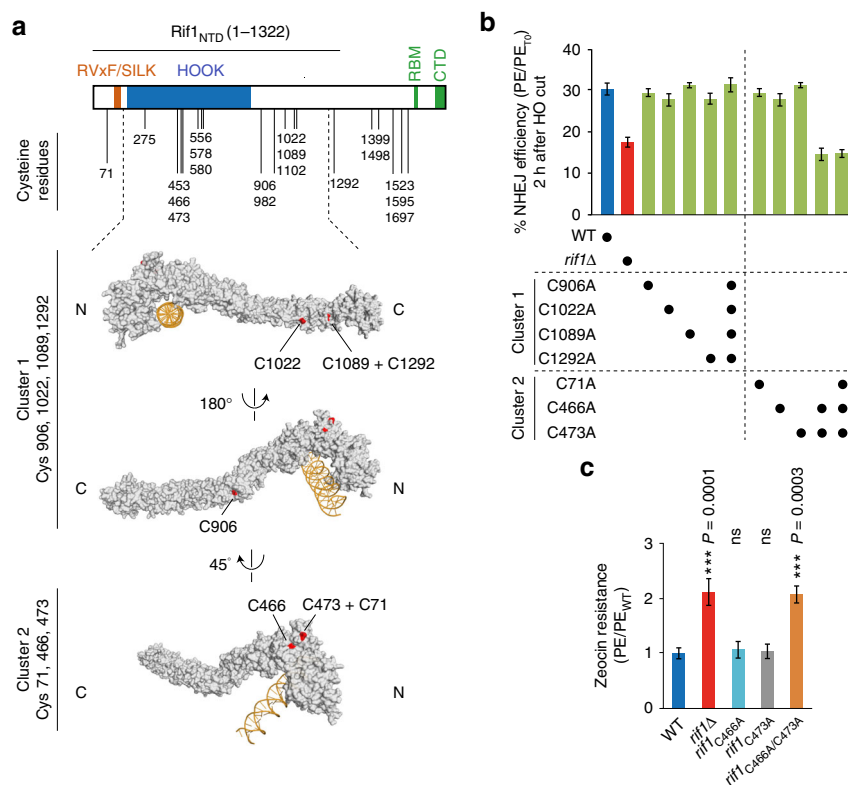 a
Rif1NTD (1–1322)
RVxF/SILK
HOOK
RBM
CTD
Cysteine
residues
71
275
453
466
473
556
578
580
906
982
1022
1089
1102
1292
1399
1498
1523
1595
1697
Cluster 1
Cys 906, 1022, 1089,1292
N
C
C1022
C1089 + C1292
180°
C
N
C906
45°
Cluster 2
Cys 71, 466, 473
C466
C473 + C71
C
N
b
% NHEJ efficiency (PE/PET0)
2 h after HO cut
40
30
20
10
0
WT
rif1Δ
Cluster 1
C906A
C1022A
C1089A
C1292A
Cluster 2
C71A
C466A
C473A
c
Zeocin resistance
(PE/PEWT)
3
2
1
0
*** P = 0.0001
ns
ns
*** P = 0.0003
WT
rif1Δ
rif1C466A
rif1C473A
rif1C466A/C473A